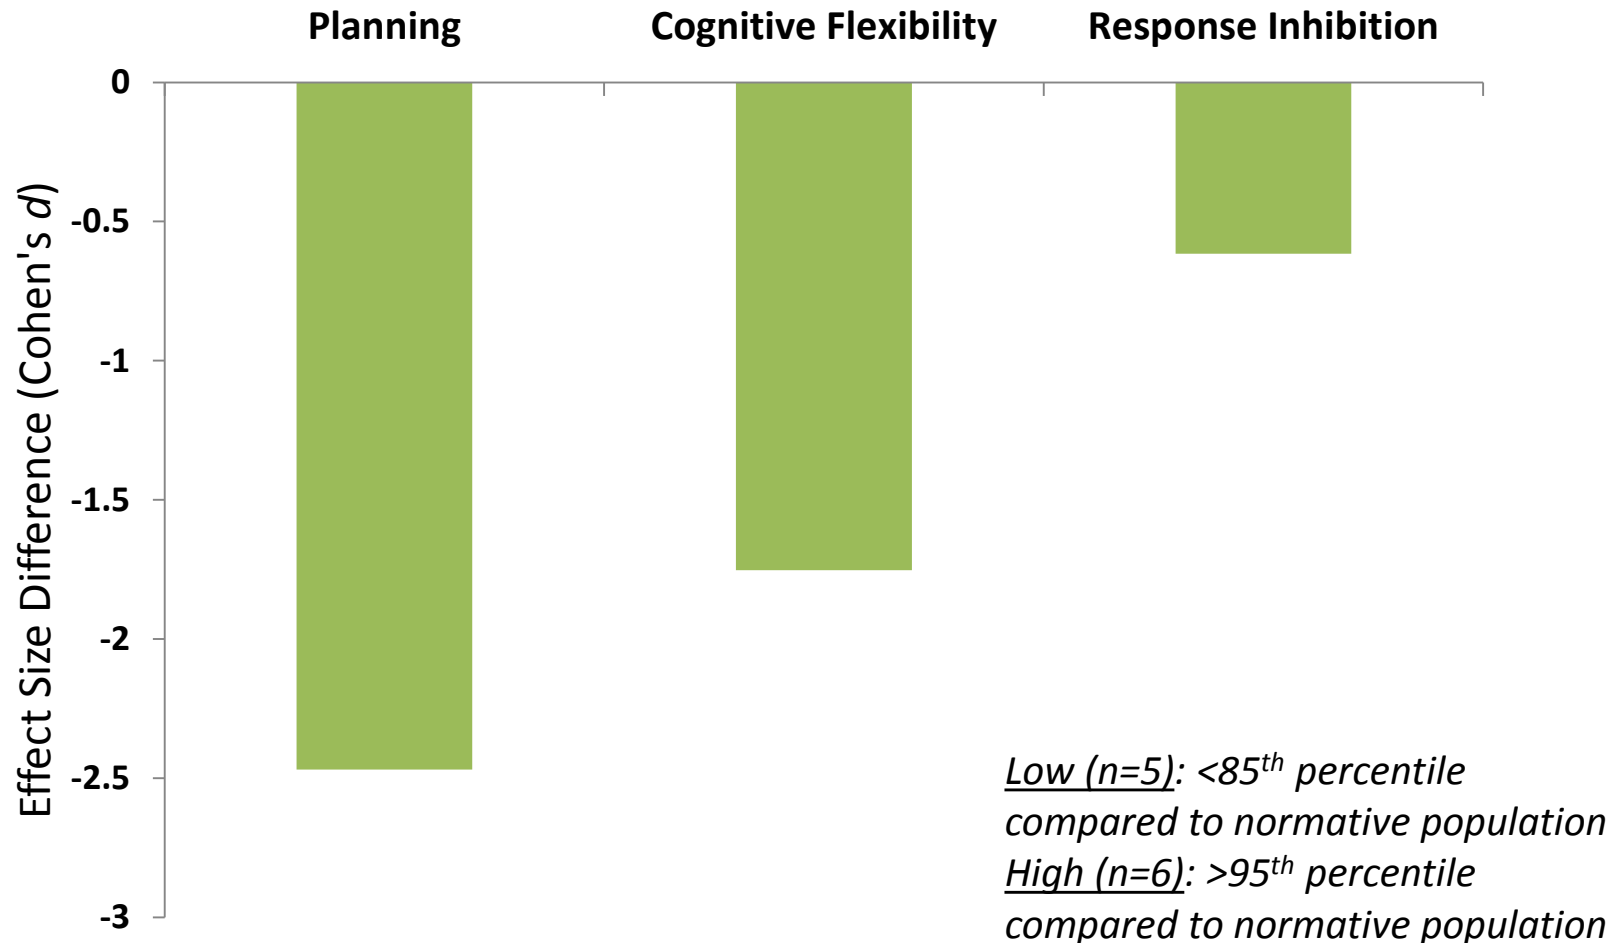 Planning Cognitive Flexibility Response Inhibition
0
-0.5
-1
-1.5
-2
-2.5
-3
Effect Size Difference (Cohen's d)
Low (n=5): <85th percentile
compared to normative population
High (n=6): >95th percentile
compared to normative population